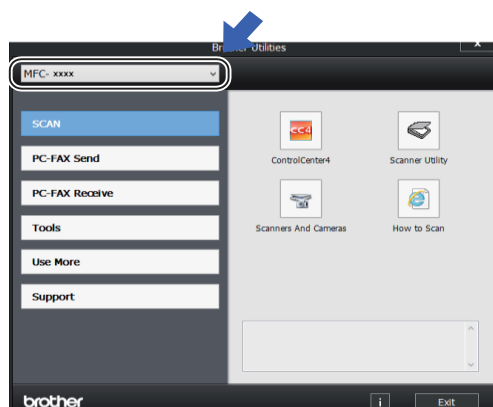 Brother Utilities
X
MFC- xxxx
SCAN
PC-FAX Send
PC-FAX Receive
Tools
Use More
Support
CC4
ControlCenter4
Scanner Utility
Scanners And Cameras
How to Scan
brother
i
Exit